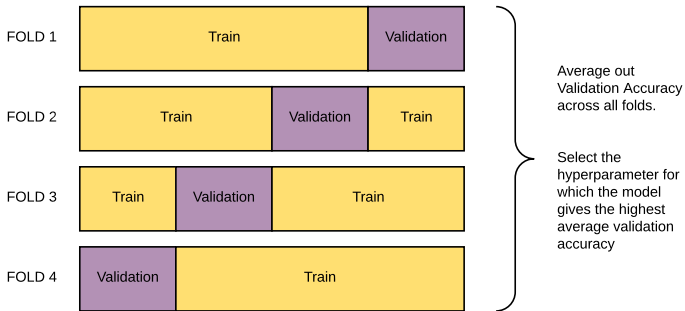 FOLD 1
Train
Validation
FOLD 2
Train
Validation
Train
FOLD 3
Train
Validation
Train
FOLD 4
Validation
Train
Average out
Validation Accuracy
across all folds.
Select the
hyperparameter for
which the model
gives the highest
average validation
accuracy